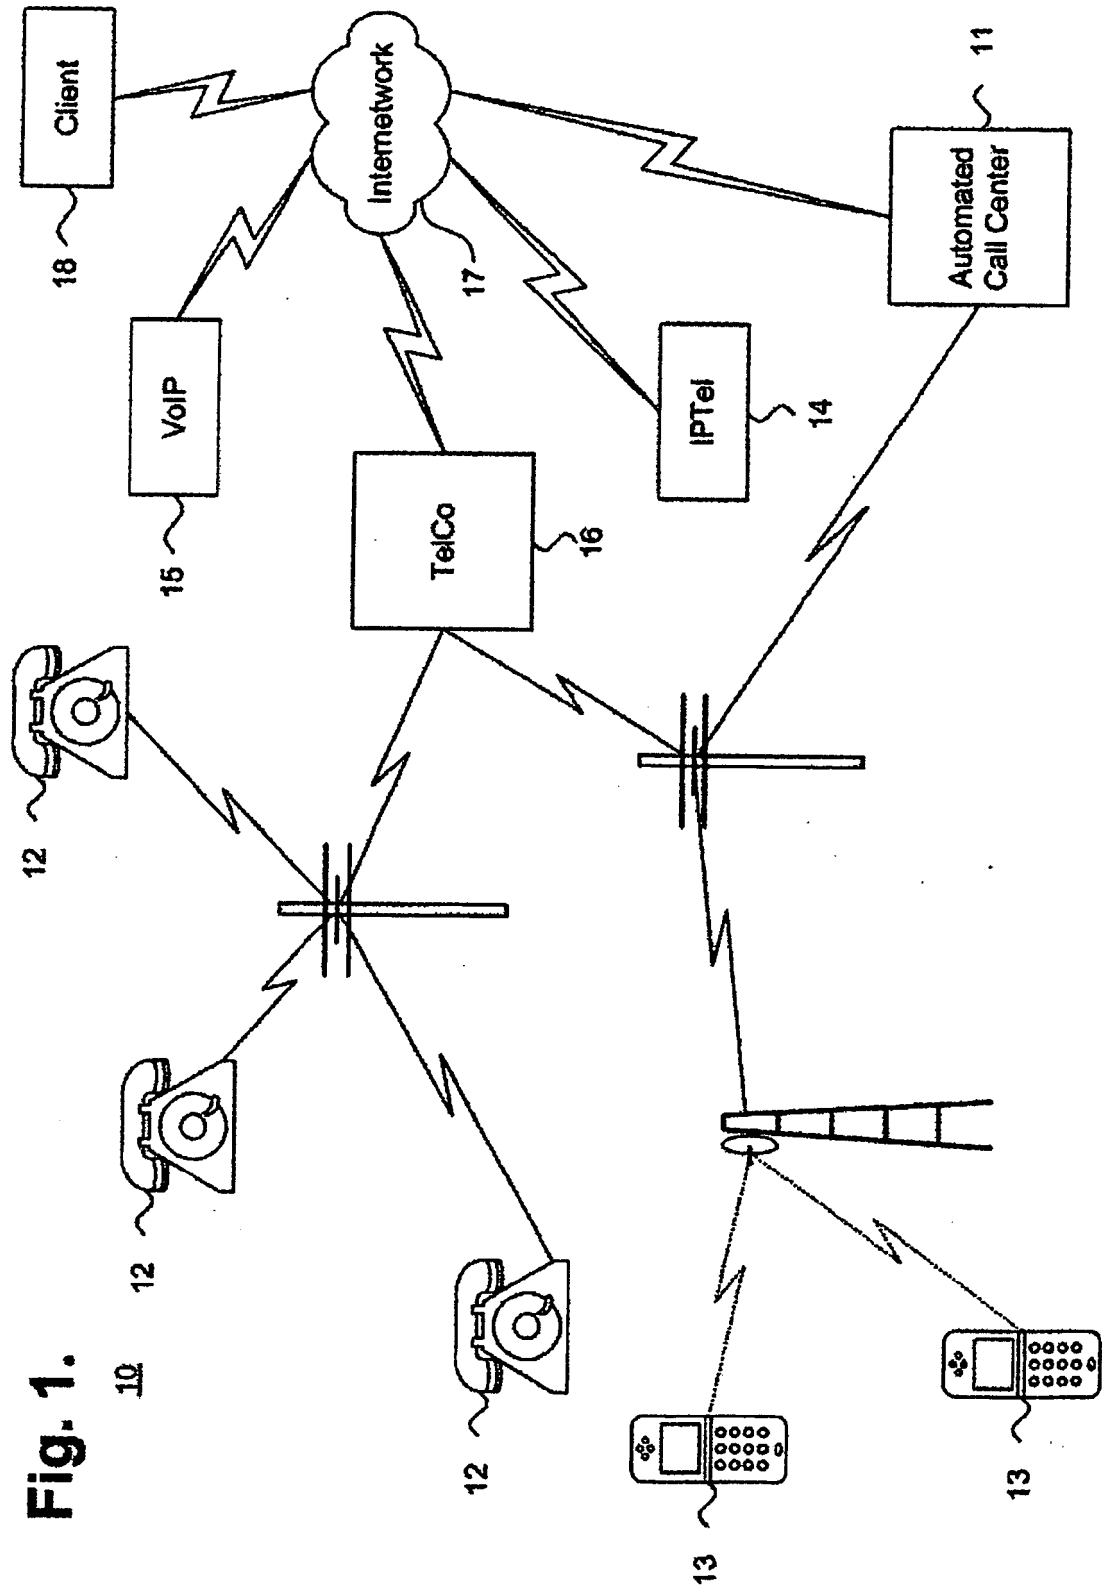 Fig. 1.
10
12
12
12
13
13
Client
18
VoIP
15
Internetwork
17
TelCo
16
IPTel
14
Automated
Call Center
11